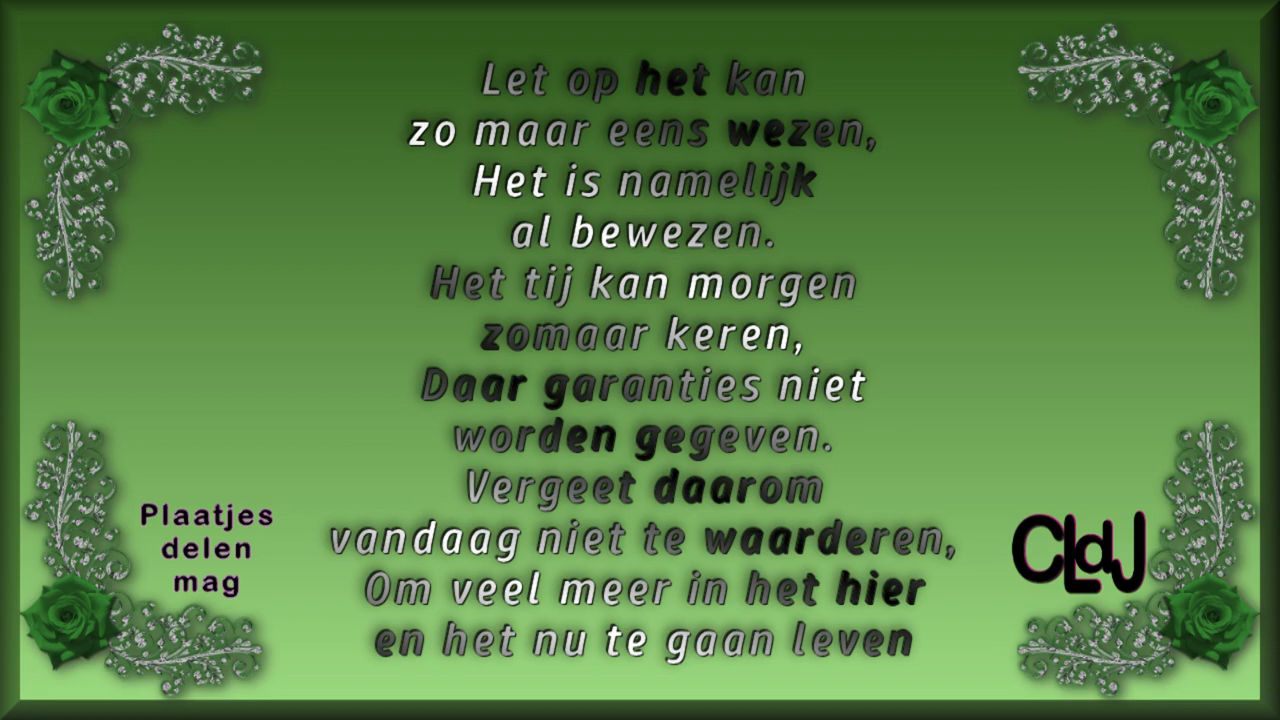 Let op het kan
zo maar eens wezen,
Het is namelijk
al bewezen.
Het tij kan morgen
zomaar keren,
Daar garanties niet
worden gegeven.
Vergeet daarom
vandaag niet te waarderen,
Om veel meer in het hier
en het nu te gaan leven
Plaatjes
delen
mag
CLdJ